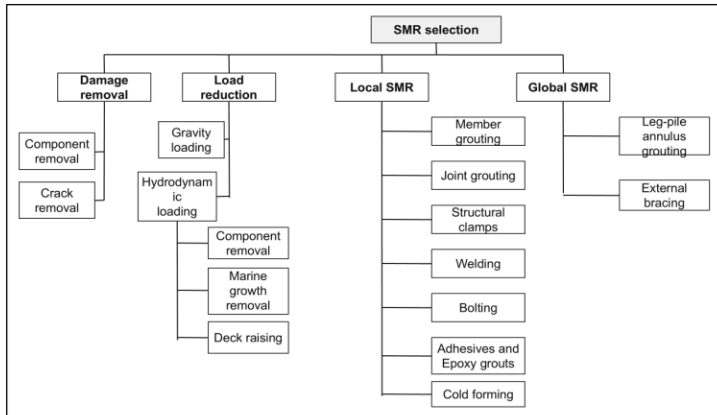 SMR selection
Damage
removal
Load
reduction
Local SMR
Global SMR
Component
removal
Crack
removal
Gravity
loading
Hydrodynam
ic
loading
Component
removal
Marine
growth
removal
Deck raising
Member
grouting
Joint grouting
Structural
clamps
Welding
Bolting
Adhesives and
Epoxy grouts
Cold forming
Leg-pile
annulus
grouting
External
bracing